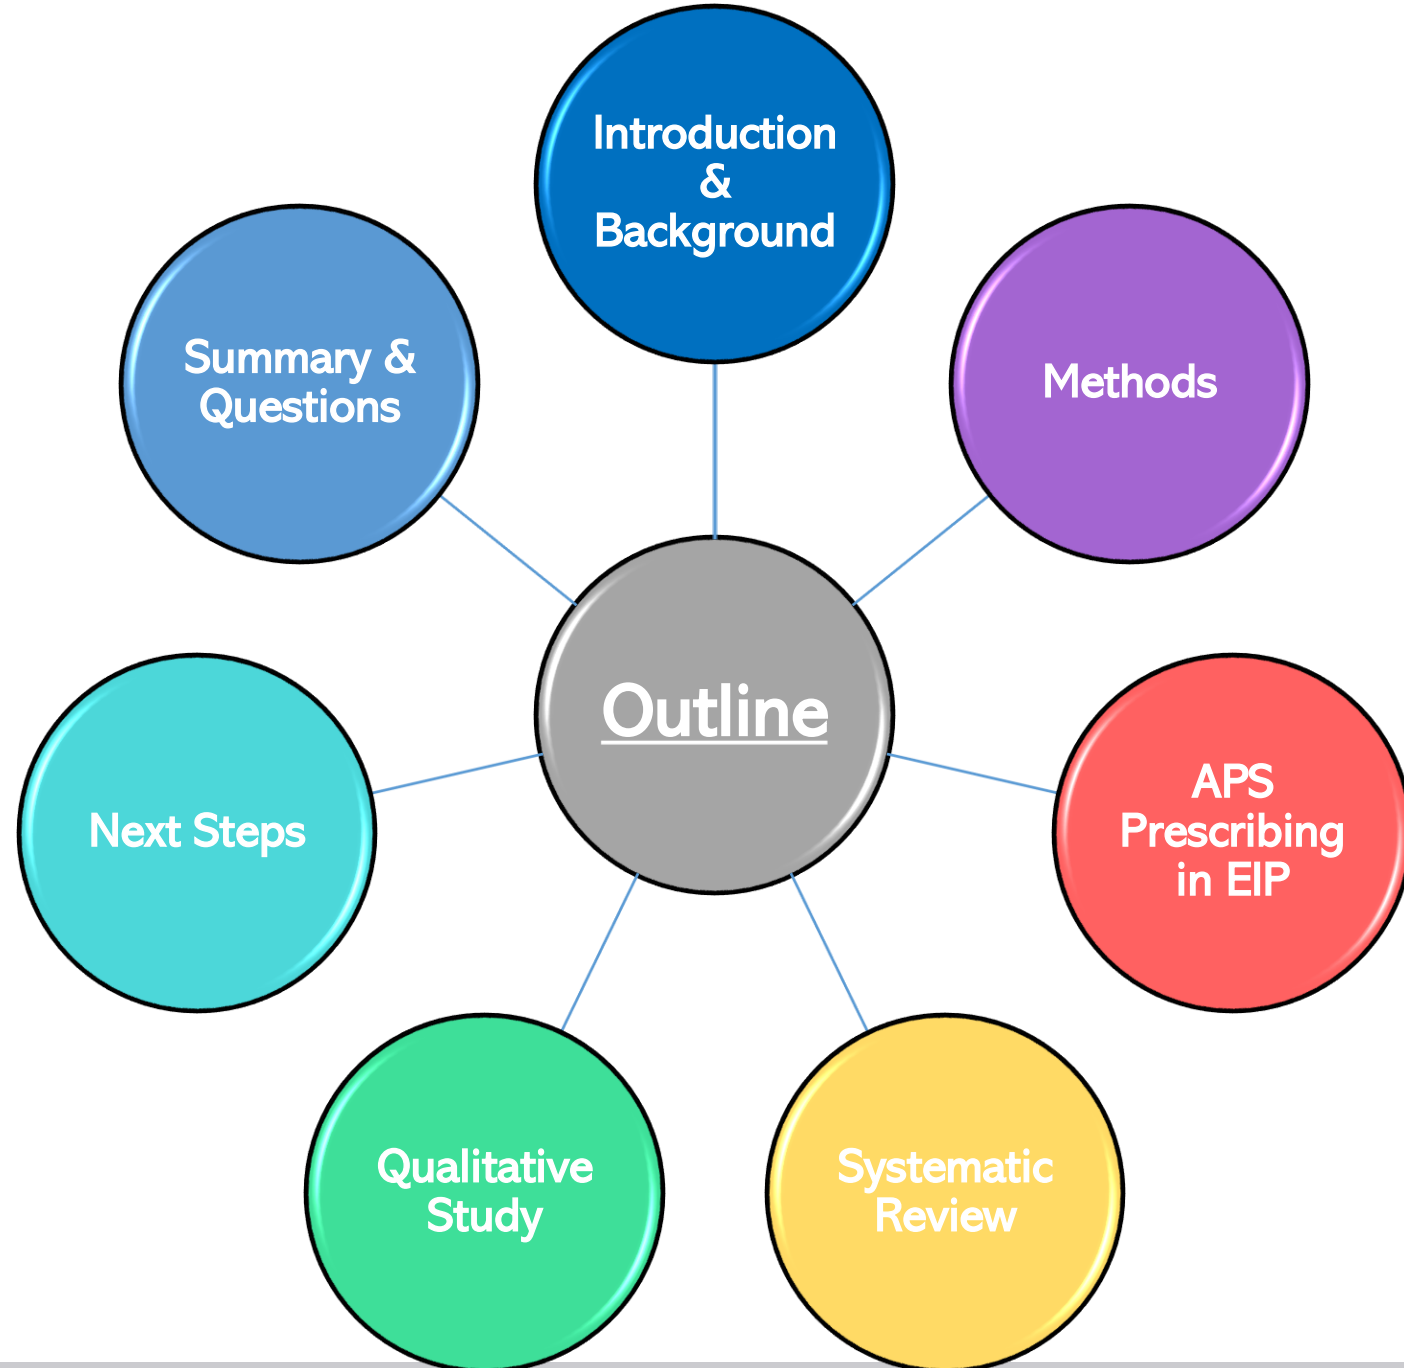 Introduction
&
Background
Methods
APS
Prescribing
in EIP
Systematic
Review
Qualitative
Study
Next Steps
Summary &
Questions
Outline